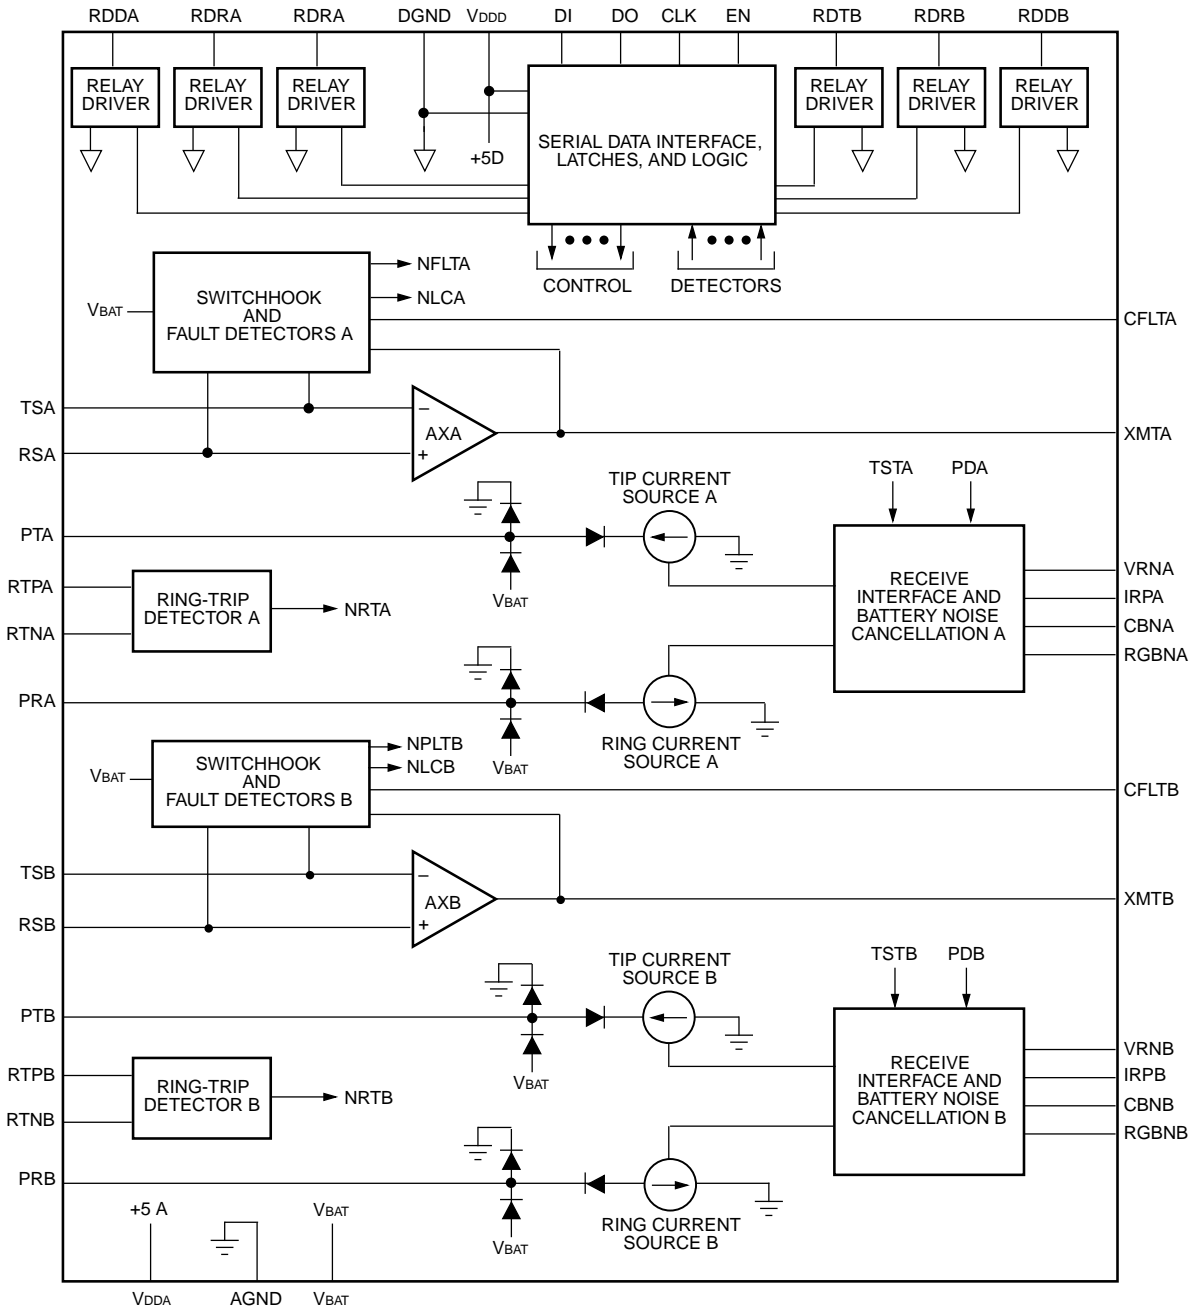 RDDA RDRA RDRA DGND VDDD DI DO CLK EN RDTB RDRB RDDB
RELAY DRIVER
RELAY DRIVER
RELAY DRIVER
RELAY DRIVER
RELAY DRIVER
RELAY DRIVER
+5D
SERIAL DATA INTERFACE,
LATCHES, AND LOGIC
CONTROL
DETECTORS
VBAT
SWITCHHOOK
AND
FAULT DETECTORS A
NFLTA
NLCA
CFLTA
TSA
RSA
−
AXA
+
XMTA
TIP CURRENT
SOURCE A
TSTA
PDA
PTA
VBAT
RTPA
RTNA
RING-TRIP
DETECTOR A
NRTA
RECEIVE
INTERFACE AND
BATTERY NOISE
CANCELLATION A
VRNA
IRPA
CBNA
RGBNA
PRA
VBAT
RING CURRENT
SOURCE A
VBAT
SWITCHHOOK
AND
FAULT DETECTORS B
NPLTB
NLCB
CFLTB
TSB
RSB
−
AXB
+
XMTB
TIP CURRENT
SOURCE B
TSTB
PDB
PTB
VBAT
RTPB
RTNB
RING-TRIP
DETECTOR B
NRTB
RECEIVE
INTERFACE AND
BATTERY NOISE
CANCELLATION B
VRNB
IRPB
CBNB
RGBNB
PRB
VBAT
RING CURRENT
SOURCE B
+5 A
VBAT
VDDA
AGND
VBAT